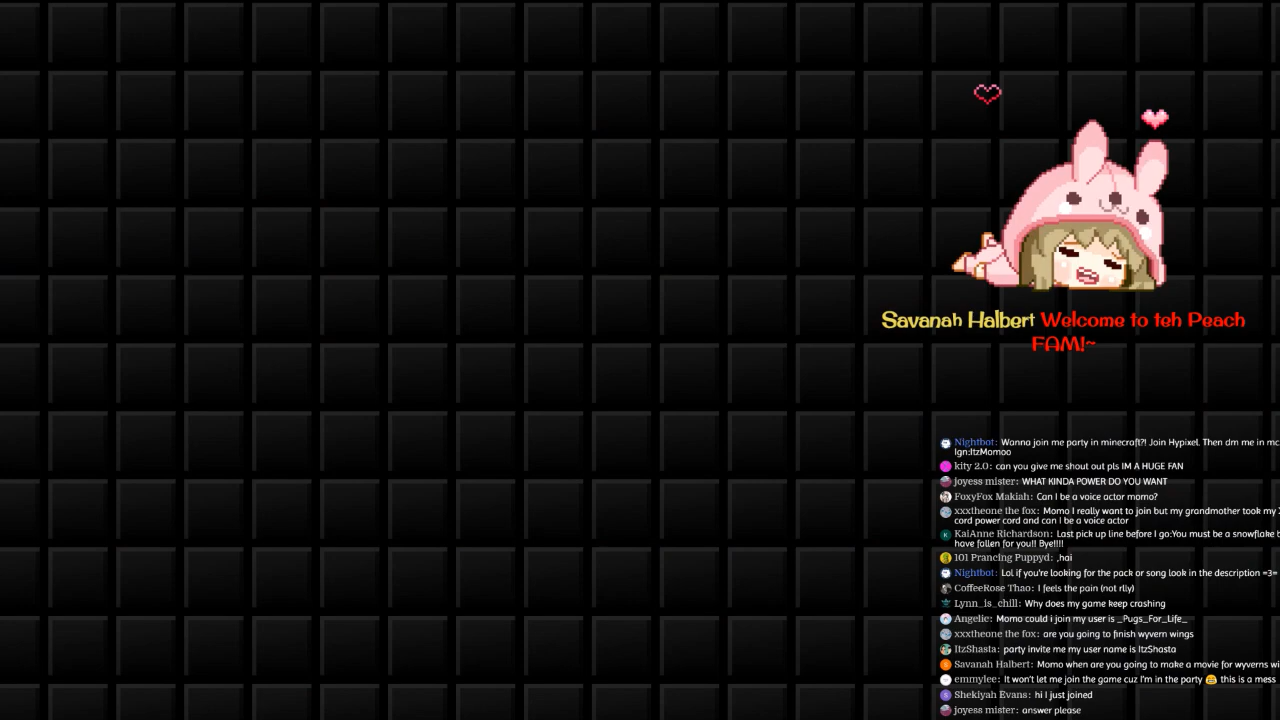 Savanah Halbert Welcome to teh Peach
FAM!~
Nightbot: Wanna join me party in minecraft?! Join Hypixel. Then dm me in mc
Ign:ItzMomoo
kity 2.0: can you give me shout out pls IM A HUGE FAN
joyess mister: WHAT KINDA POWER DO YOU WANT
FoxyFox Makiah: Can I be a voice actor momo?
xxxtheone the fox: Momo I really want to join but my grandmother took my
cord power cord and can I be a voice actor
KalAnne Richardson: Last pick up line before I go:You must be a snowflake
have fallen for you!! Bye!!!!
101 Prancing Puppyd: ,hai
Nightbot: Lol if you're looking for the pack or song look in the description =3=
CoffeeRose Thao: I feels the pain (not rlly)
Lynn_is_chill: Why does my game keep crashing
Angelic: Momo could i join my user is _Pugs_For_Life_
xxxtheone the fox: are you going to finish wyvern wings
ItzShasta: party invite me my user name is ItzShasta
Savanah Halbert: Momo when are you going to make a movie for wyverns wi
emmylee: It won't let me join the game cuz I'm in the party 😂 this is a mess
Shekiyah Evans: hi I just joined
joyess mister: answer please